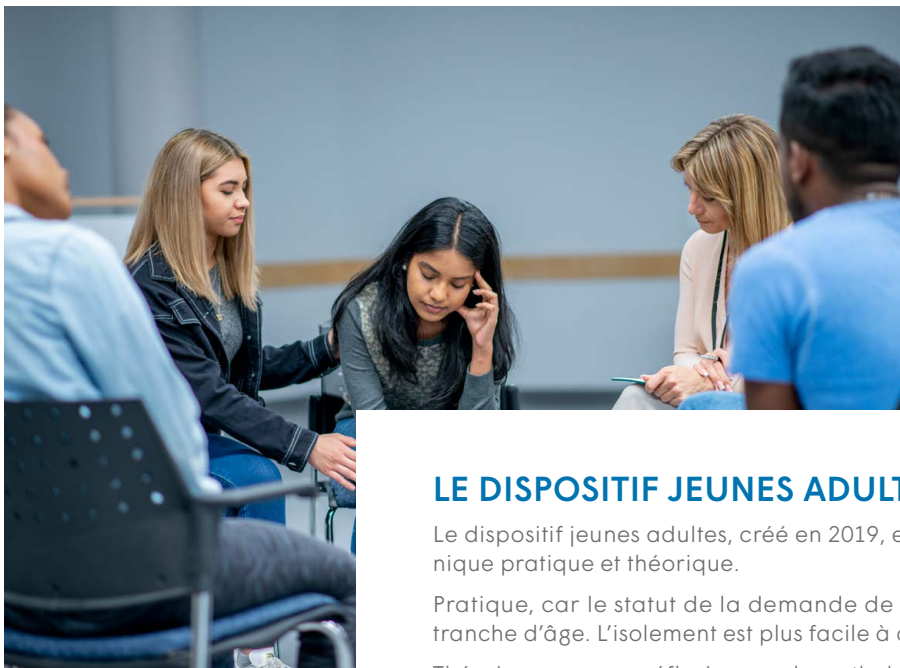 LE DISPOSITIF JEUNES ADULT
Le dispositif jeunes adultes, créé en 2019, e
nique pratique et théorique.
Pratique, car le statut de la demande de
tranche d’âge. L’isolement est plus facile à